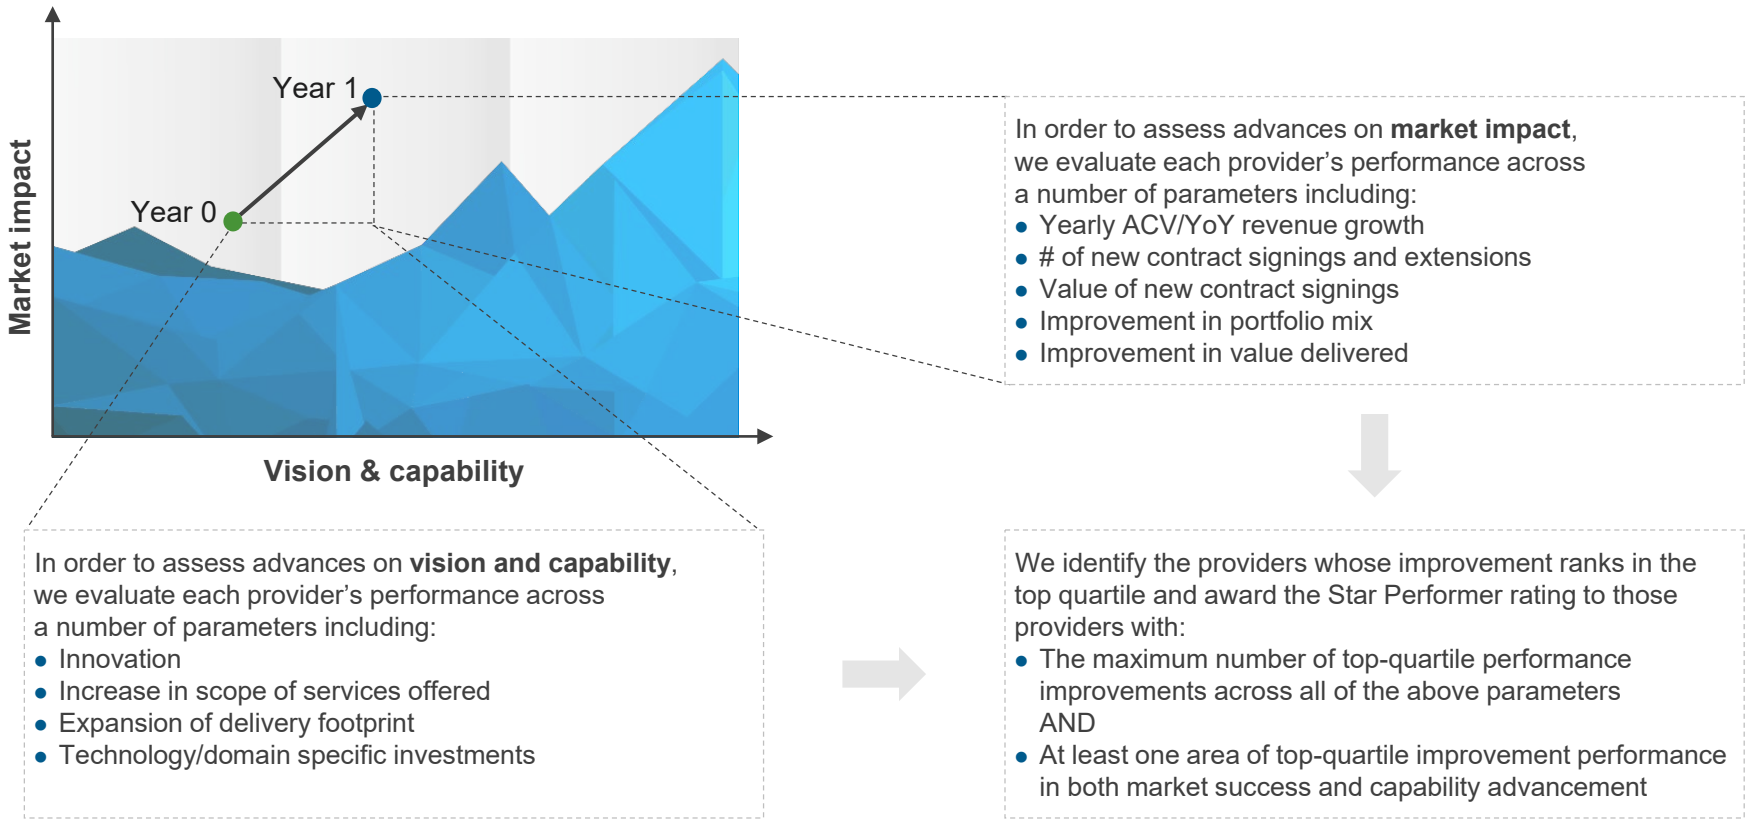 Year 1
Year 0
Market impact
Vision & capability
In order to assess advances on market impact,
we evaluate each provider’s performance across
a number of parameters including:
● Yearly ACV/YoY revenue growth
● # of new contract signings and extensions
● Value of new contract signings
● Improvement in portfolio mix
● Improvement in value delivered
In order to assess advances on vision and capability,
we evaluate each provider’s performance across
a number of parameters including:
● Innovation
● Increase in scope of services offered
● Expansion of delivery footprint
● Technology/domain specific investments
We identify the providers whose improvement ranks in the
top quartile and award the Star Performer rating to those
providers with:
● The maximum number of top-quartile performance
improvements across all of the above parameters
AND
● At least one area of top-quartile improvement performance
in both market success and capability advancement